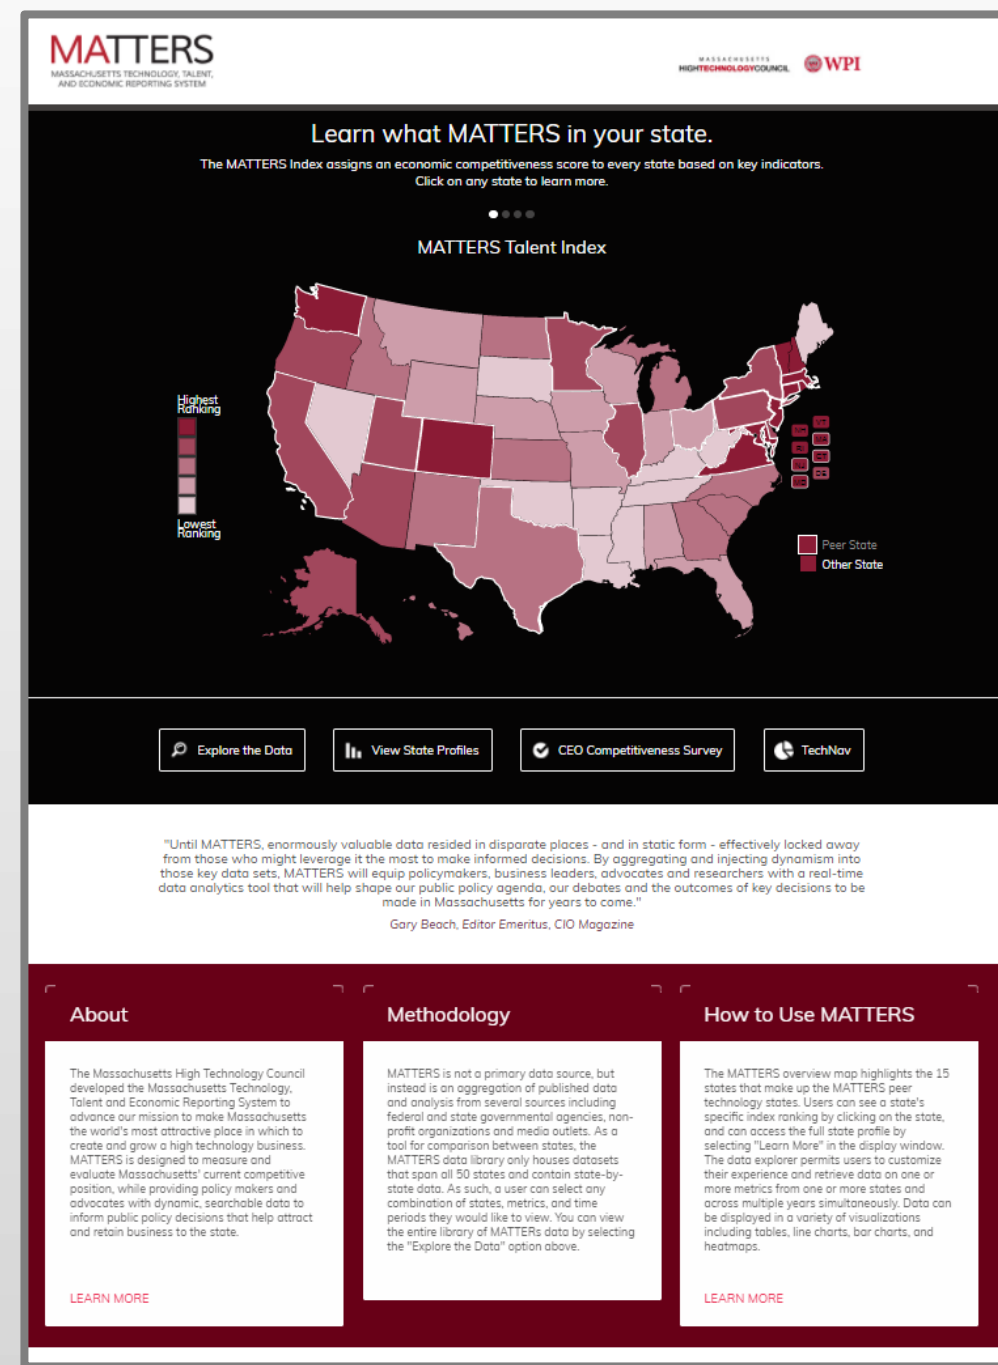 MATTERS
MASSACHUSETTS TECHNOLOGY, TALENT,
AND ECONOMIC REPORTING SYSTEM
MASSACHUSETTS
HIGHTECHNOLOGYCOUNCIL
WPI
Learn what MATTERS in your state.
The MATTERS Index assigns an economic competitiveness score to every state based on key indicators.
Click on any state to learn more.
MATTERS Talent Index
Highest
Ranking
Lowest
Ranking
NH VT
RI MA
NJ CT
MD DE
Peer State
Other State
Explore the Data
View State Profiles
CEO Competitiveness Survey
TechNav
"Until MATTERS, enormously valuable data resided in disparate places - and in static form - effectively locked away
from those who might leverage it the most to make informed decisions. By aggregating and injecting dynamism into
those key data sets, MATTERS will equip policymakers, business leaders, advocates and researchers with a real-time
data analytics tool that will help shape our public policy agenda, our debates and the outcomes of key decisions to be
made in Massachusetts for years to come."
Gary Beach, Editor Emeritus, CIO Magazine
About
The Massachusetts High Technology Council
developed the Massachusetts Technology,
Talent and Economic Reporting System to
advance our mission to make Massachusetts
the world's most attractive place in which to
create and grow a high technology business.
MATTERS is designed to measure and
evaluate Massachusetts' current competitive
position, while providing policy makers and
advocates with dynamic, searchable data to
inform public policy decisions that help attract
and retain business to the state.
LEARN MORE
Methodology
MATTERS is not a primary data source, but
instead is an aggregation of published data
and analysis from several sources including
federal and state governmental agencies, non-
profit organizations and media outlets. As a
tool for comparison between states, the
MATTERS data library only houses datasets
that span all 50 states and contain state-by-
state data. As such, a user can select any
combination of states, metrics, and time
periods they would like to view. You can view
the entire library of MATTERs data by selecting
the "Explore the Data" option above.
How to Use MATTERS
The MATTERS overview map highlights the 15
states that make up the MATTERS peer
technology states. Users can see a state's
specific index ranking by clicking on the state,
and can access the full state profile by
selecting "Learn More" in the display window.
The data explorer permits users to customize
their experience and retrieve data on one or
more metrics from one or more states and
across multiple years simultaneously. Data can
be displayed in a variety of visualizations
including tables, line charts, bar charts, and
heatmaps.
LEARN MORE